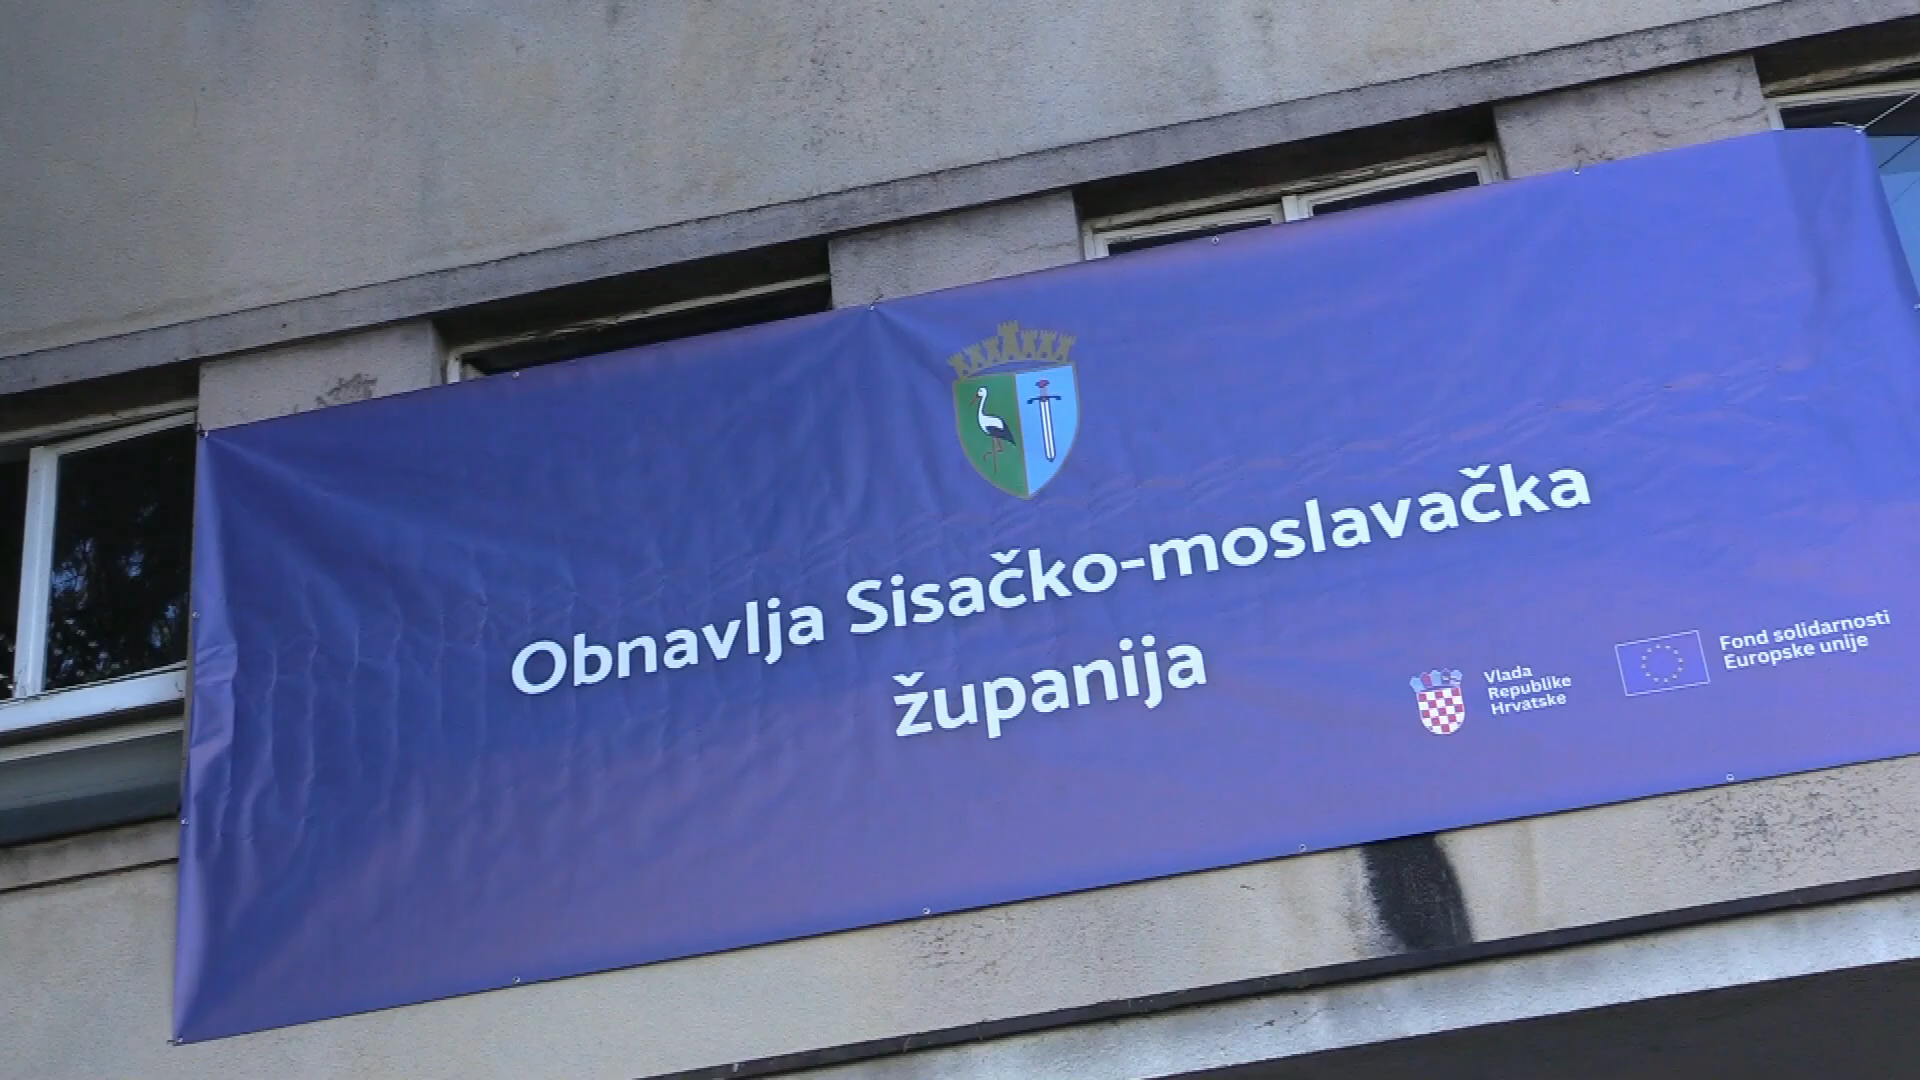 Obnavlja Sisačko-moslavačka
županija
Vlada
Republike
Hrvatske
Fond solidarnosti
Europske unije